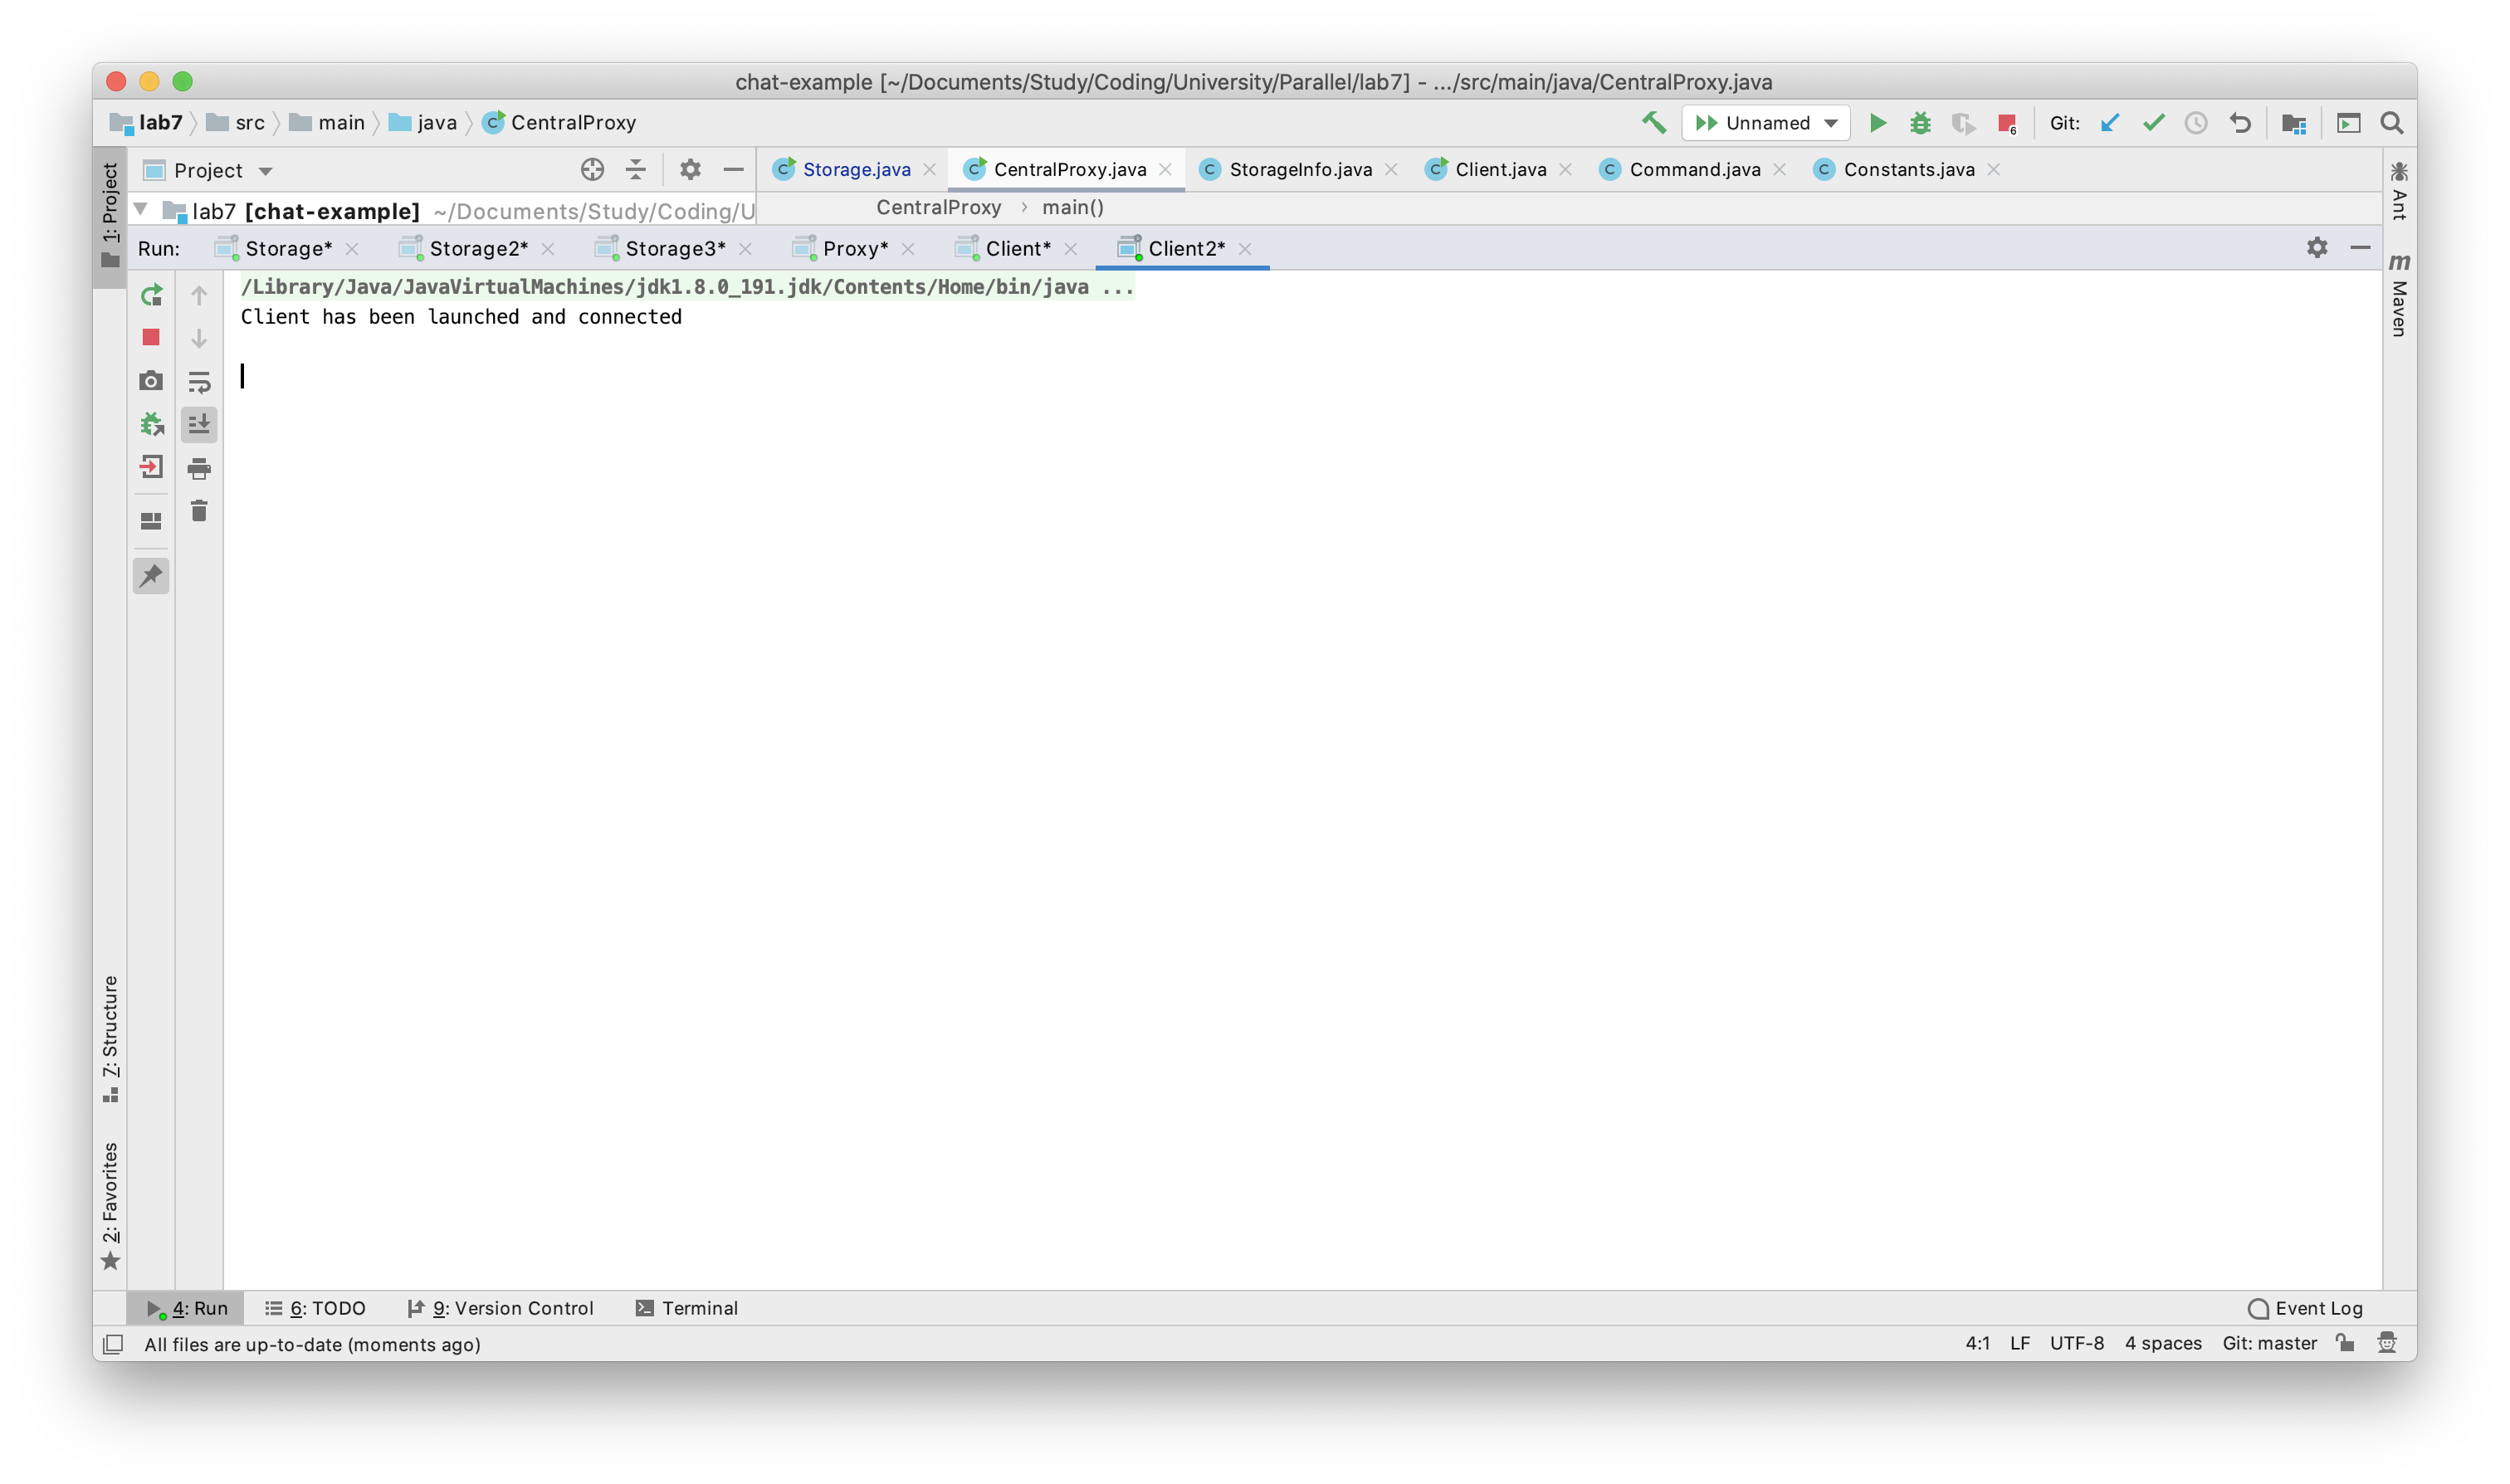 chat-example [~/Documents/Study/Coding/University/Parallel/lab7] - .../src/main/java/CentralProxy.java
lab7 src main java CentralProxy Unnamed 6 Git:
1: Project
Project
Storage.java CentralProxy.java StorageInfo.java Client.java Command.java Constants.java
Ant
lab7 [chat-example] ~/Documents/Study/Coding/U
CentralProxy › main()
Run: Storage* Storage2* Storage3* Proxy* Client* Client2*
m Maven
/Library/Java/JavaVirtualMachines/jdk1.8.0_191.jdk/Contents/Home/bin/java ...
Client has been launched and connected
7: Structure
2: Favorites
4: Run 6: TODO 9: Version Control Terminal Event Log
All files are up-to-date (moments ago) 4:1 LF UTF-8 4 spaces Git: master